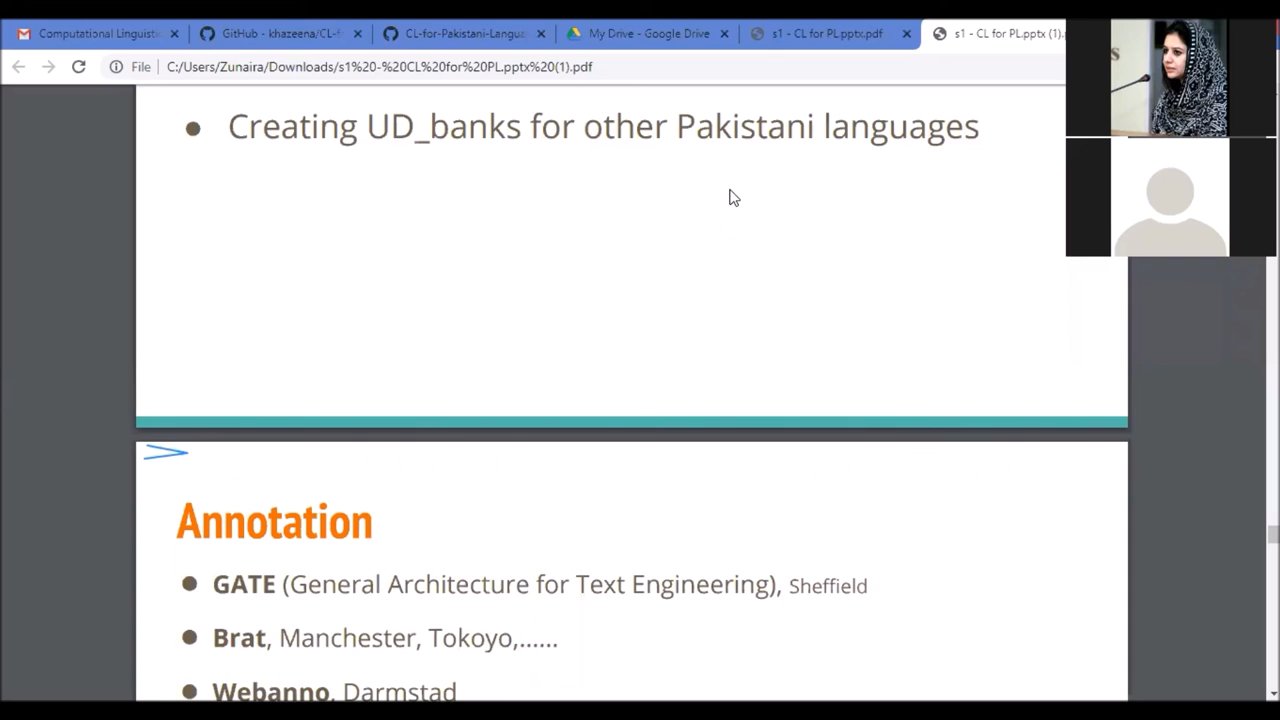 Computational Linguisti
GitHub - khazeena/CL-f
CL-for-Pakistani-Langua
My Drive - Google Drive
s1 - CL for PL.pptx.pdf
s1 - CL for PL.pptx (1).p
File
C:/Users/Zunaira/Downloads/s1%20-%20CL%20for%20PL.pptx%20(1).pdf
• Creating UD_banks for other Pakistani languages
Annotation
• GATE (General Architecture for Text Engineering), Sheffield
• Brat, Manchester, Tokoyo,......
• Webanno, Darmstad